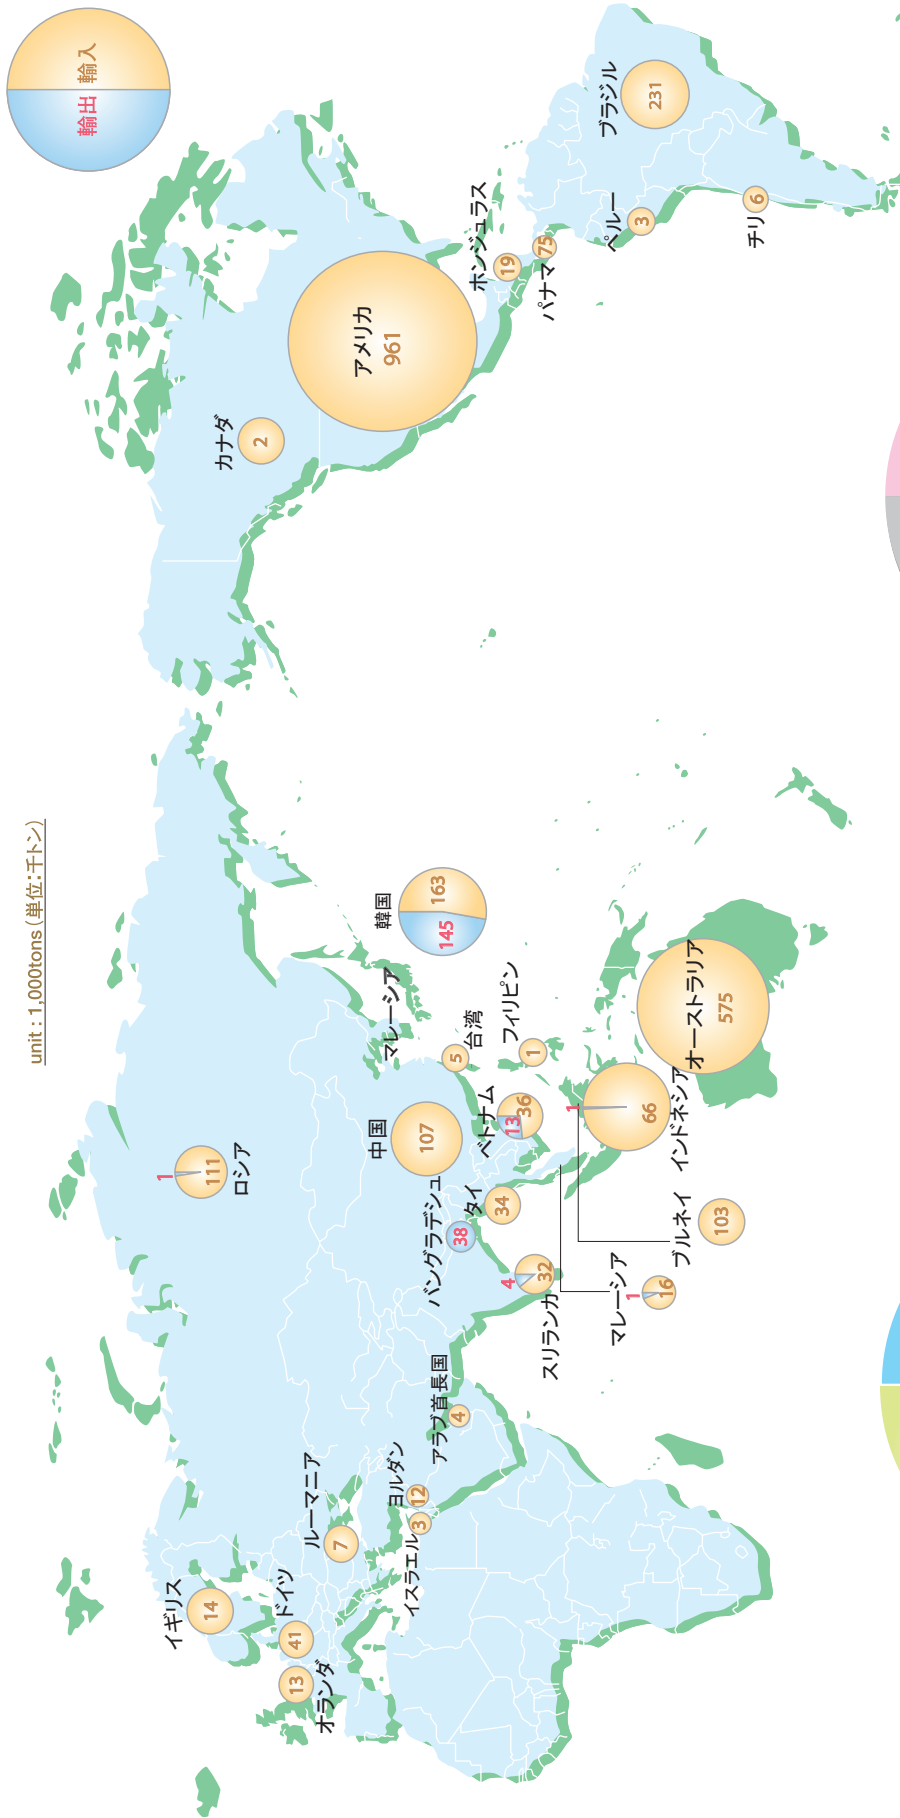 unit : 1,000tons (単位：千トン)
輸出 輸入
イギリス
14
オランダ
13
ドイツ
41
ルーマニア
7
イスラエル
3
ヨルダン
12
アラブ首長国
4
ロシア
1
111
中国
107
バングラデシュ
38
タイ
34
スリランカ
4
32
ベトナム
13
36
マレーシア
台湾
5
フィリピン
1
韓国
145
163
マレーシア
1
16
ブルネイ
103
インドネシア
1
66
オーストラリア
575
カナダ
2
アメリカ
961
ホンジュラス
19
パナマ
75
ペルー
3
ブラジル
231
チリ
6